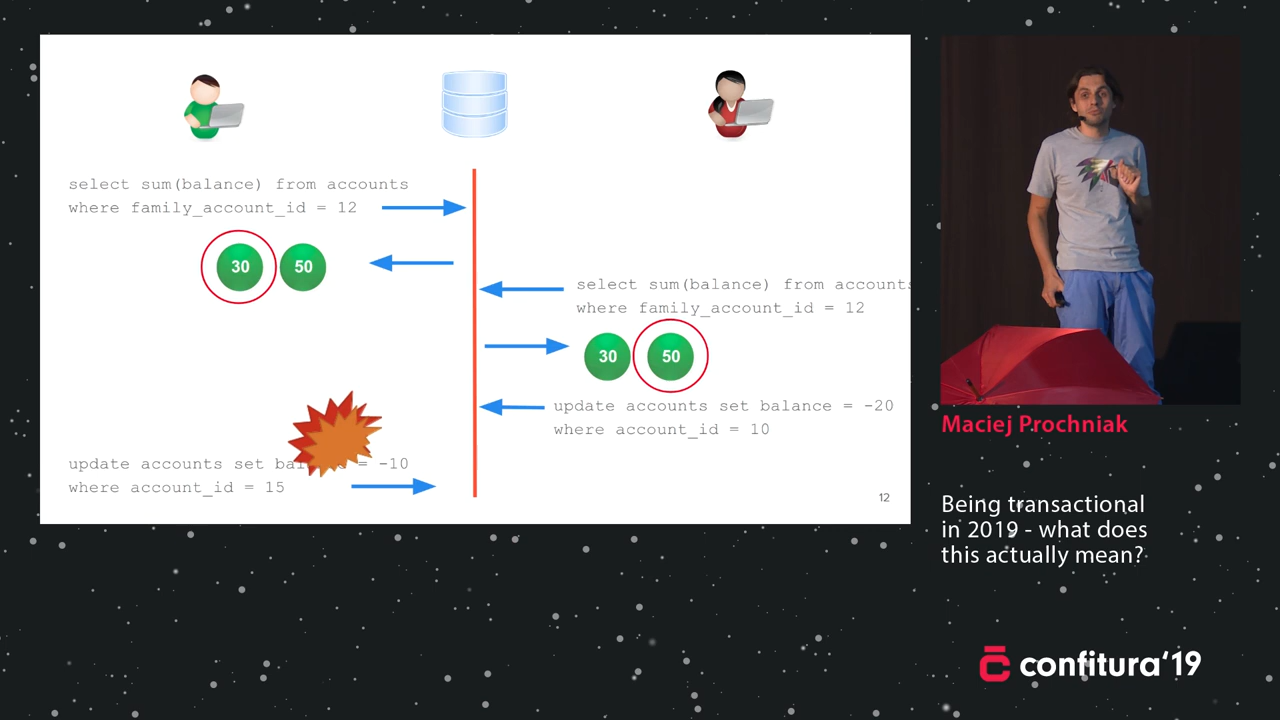 select sum(balance) from accounts
where family_account_id = 12
30 50
select sum(balance) from accounts
where family_account_id = 12
30 50
update accounts set balance = -20
where account_id = 10
update accounts set = -10
where account_id = 15
12
Maciej Prochniak
Being transactional
in 2019 - what does
this actually mean?
confitura‘19